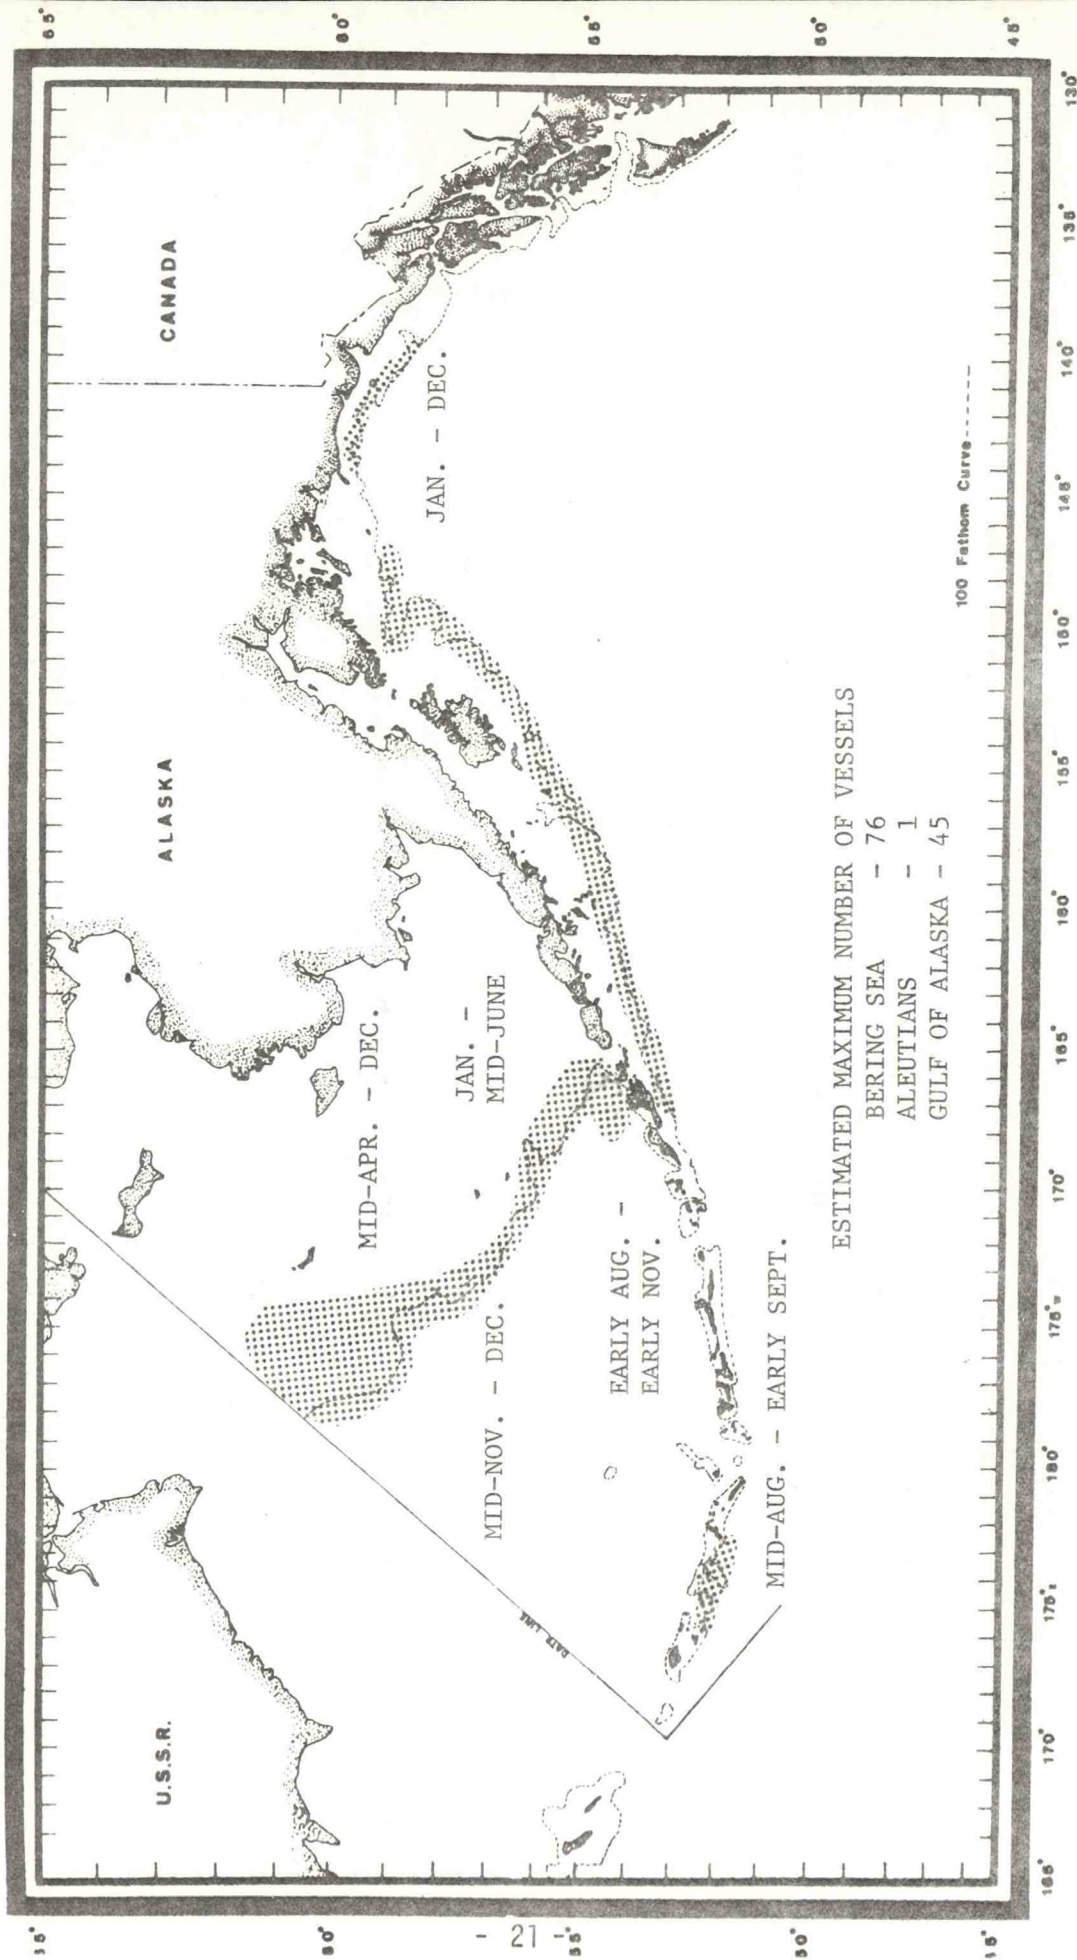 65°
60°
55°
50°
45°
U.S.S.R.
ALASKA
CANADA
MID-APR. - DEC.
JAN. -
MID-JUNE
JAN. - DEC.
MID-NOV. - DEC.
EARLY AUG. -
EARLY NOV.
DATE LINE
MID-AUG. - EARLY SEPT.
ESTIMATED MAXIMUM NUMBER OF VESSELS
BERING SEA - 76
ALEUTIANS - 1
GULF OF ALASKA - 45
100 Fathom Curve-----
165° 170° 175°E 180° 175°W 170° 165° 160° 155° 150° 145° 140° 135° 130°
60°
50°
- 21 -